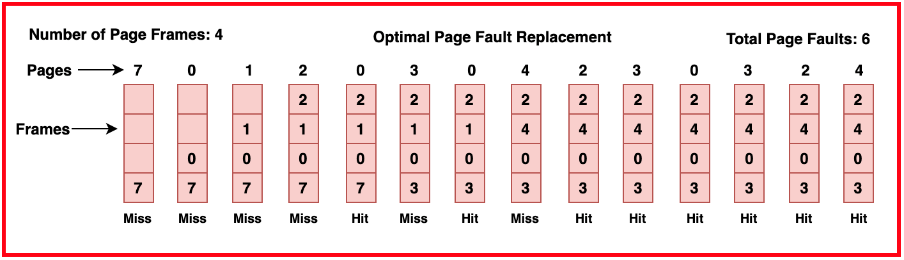 Number of Page Frames: 4
Optimal Page Fault Replacement
Total Page Faults: 6
Pages 7 0 1 2 0 3 0 4 2 3 0 3 2 4
2 2 2 2 2 2 2 2 2 2 2
Frames 1 1 1 1 1 4 4 4 4 4 4 4
0 0 0 0 0 0 0 0 0 0 0 0 0
7 7 7 7 7 3 3 3 3 3 3 3 3 3
Miss Miss Miss Miss Hit Miss Hit Miss Hit Hit Hit Hit Hit Hit